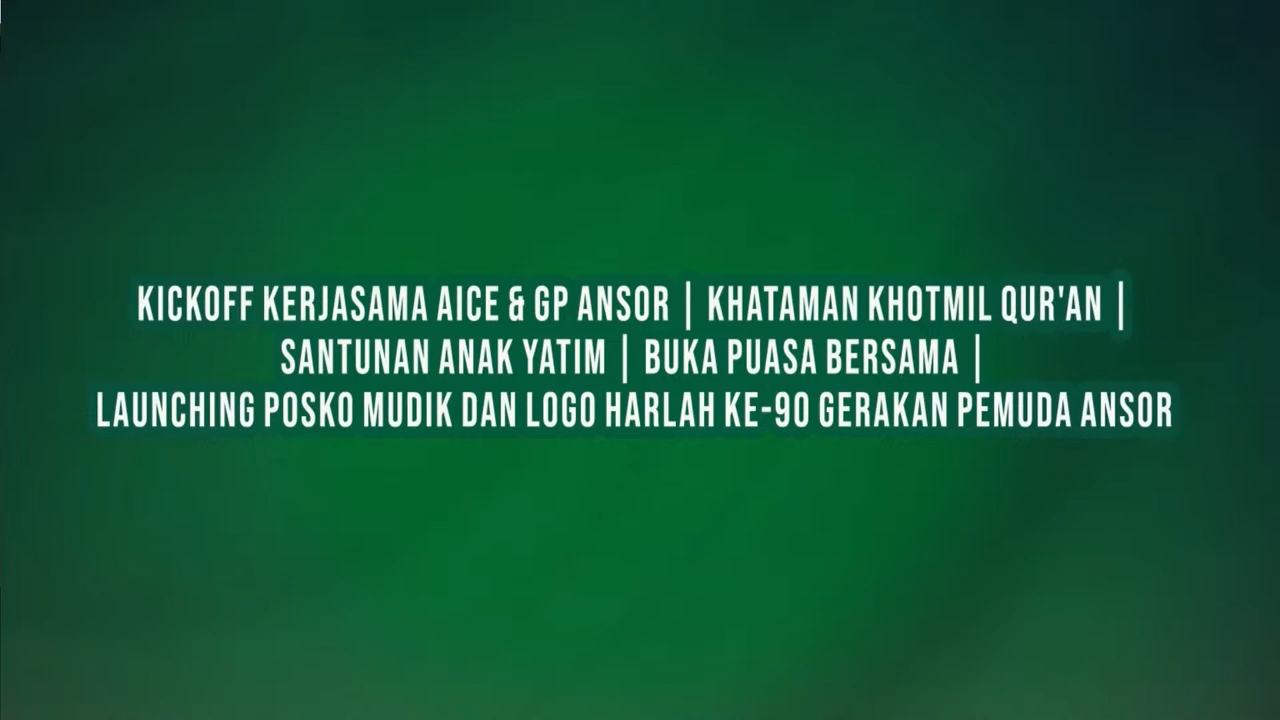 KICKOFF KERJASAMA AICE & GP ANSOR | KHATAMAN KHOTMIL QUR'AN |
SANTUNAN ANAK YATIM | BUKA PUASA BERSAMA |
LAUNCHING POSKO MUDIK DAN LOGO HARLAH KE-90 GERAKAN PEMUDA ANSOR